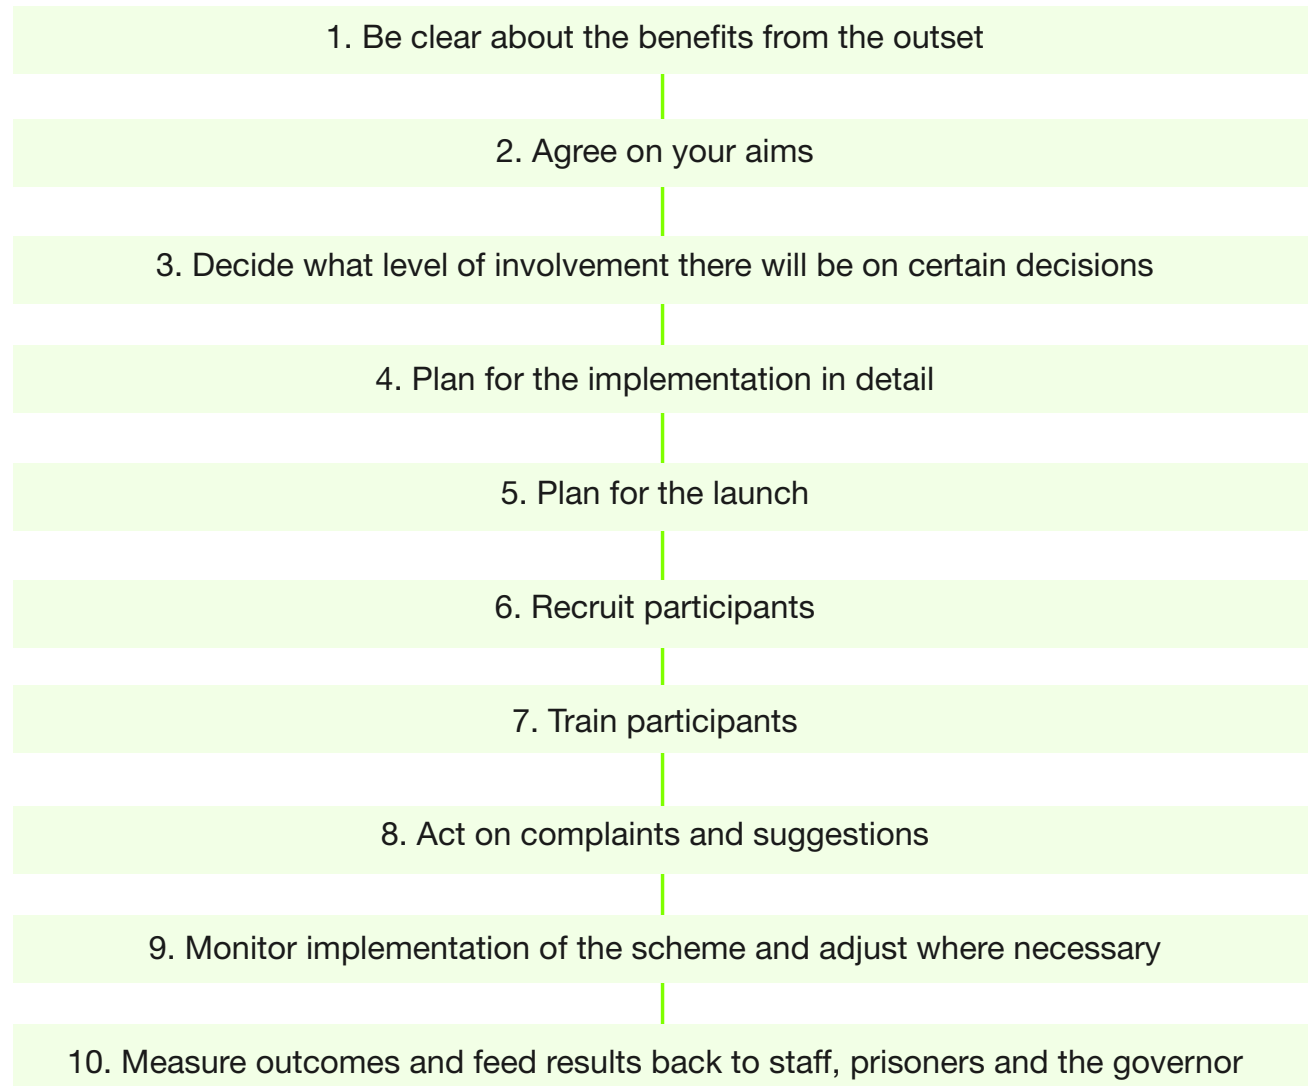 1. Be clear about the benefits from the outset
2. Agree on your aims
3. Decide what level of involvement there will be on certain decisions
4. Plan for the implementation in detail
5. Plan for the launch
6. Recruit participants
7. Train participants
8. Act on complaints and suggestions
9. Monitor implementation of the scheme and adjust where necessary
10. Measure outcomes and feed results back to staff, prisoners and the governor